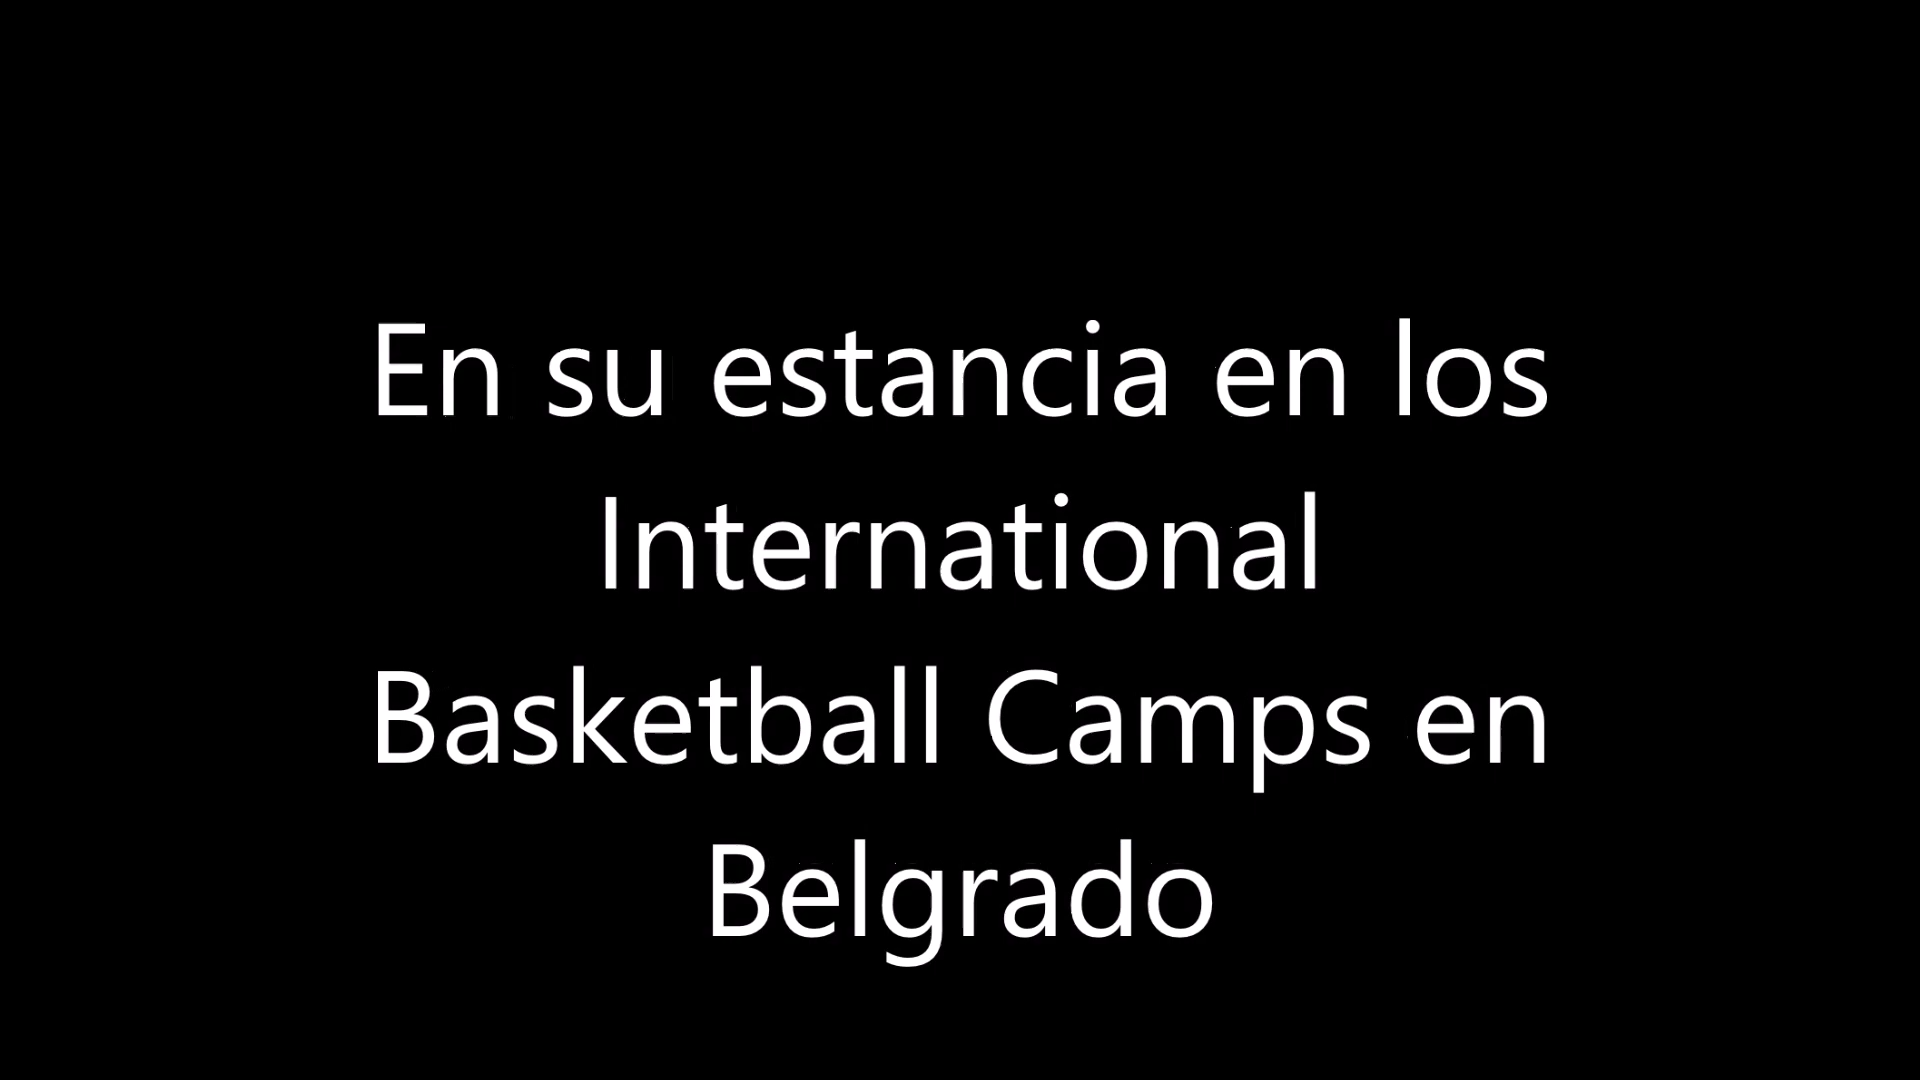 En su estancia en los
International
Basketball Camps en
Belgrado